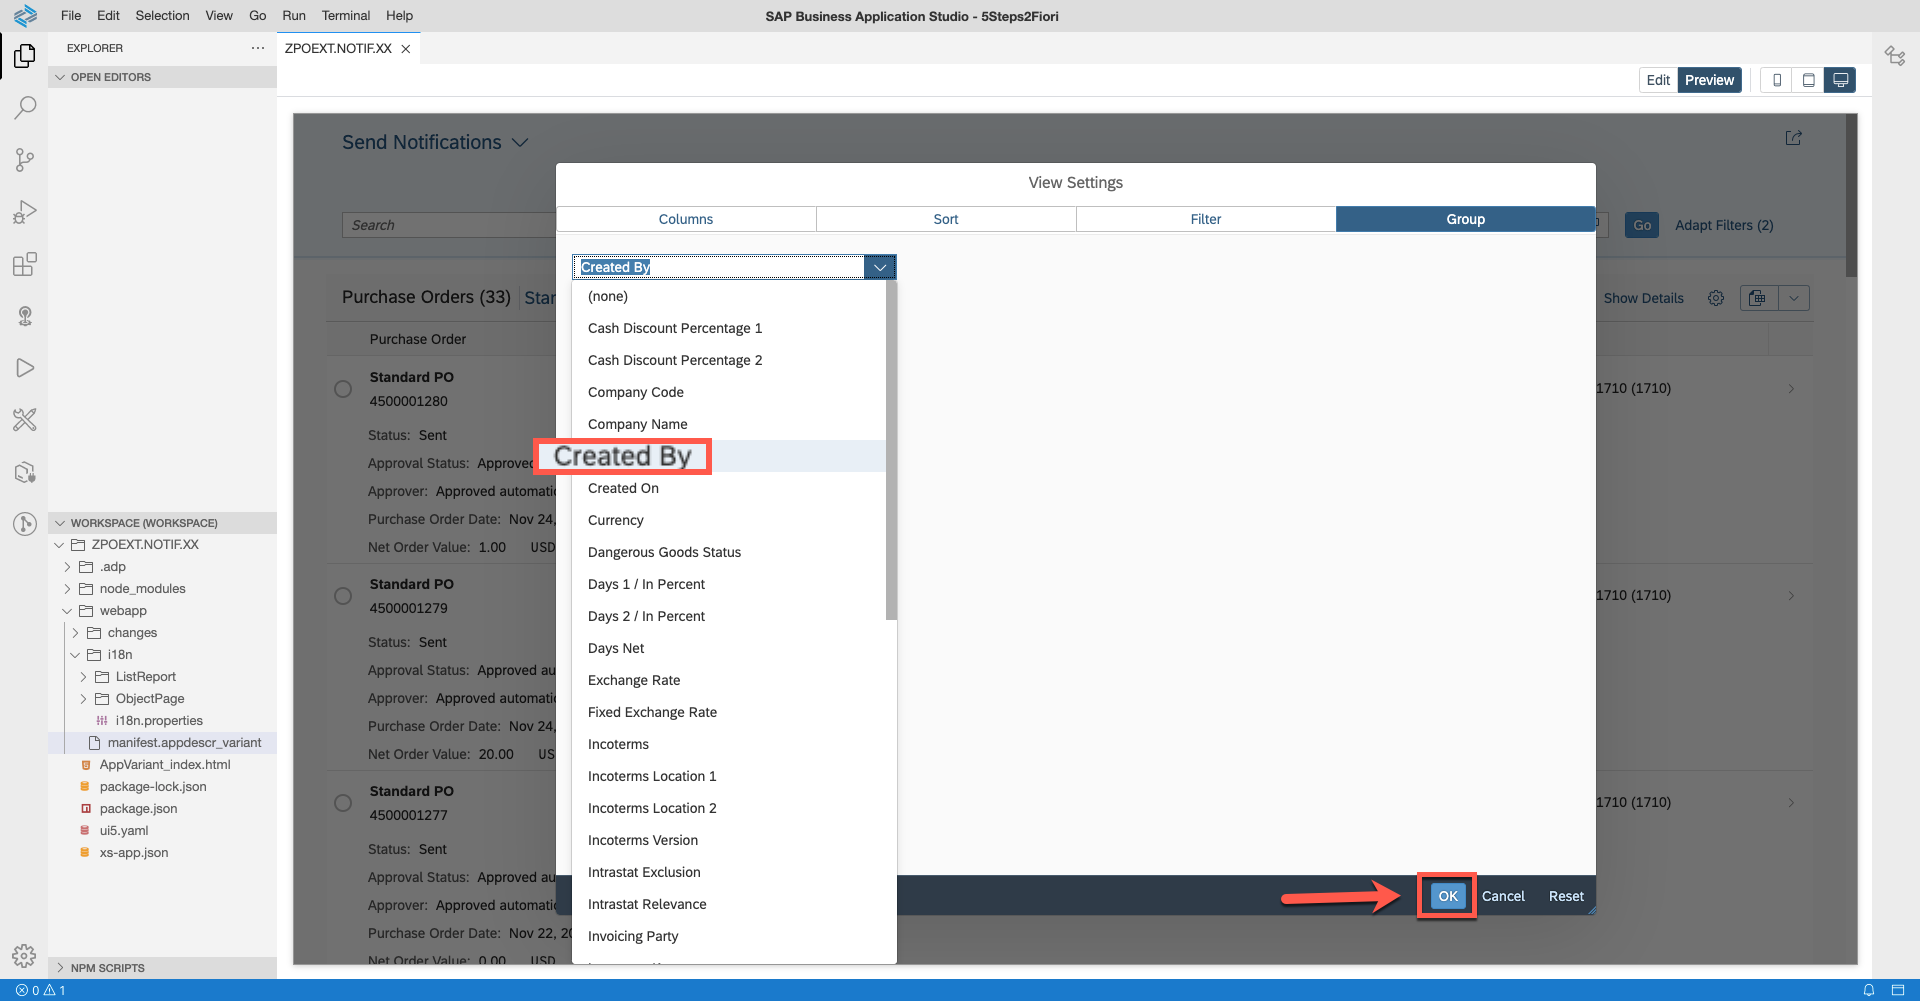 File Edit Selection View Go Run Terminal Help
SAP Business Application Studio - 5Steps2Fiori
EXPLORER
OPEN EDITORS
WORKSPACE (WORKSPACE)
ZPOEXT.NOTIF.XX
.adp
node_modules
webapp
changes
i18n
ListReport
ObjectPage
i18n.properties
manifest.appdescr_variant
AppVariant_index.html
package-lock.json
package.json
ui5.yaml
xs-app.json
NPM SCRIPTS
0 1
ZPOEXT.NOTIF.XX
Edit Preview
Send Notifications
Search
Go Adapt Filters (2)
Purchase Orders (33)
Show Details
Purchase Order
Standard PO
4500001280
1710 (1710)
Status: Sent
Approval Status:
Approver: Approved
Purchase Order Date: Nov 24,
Net Order Value: 1.00 USD
Standard PO
4500001279
1710 (1710)
Status: Sent
Approval Status: Approved
Approver: Approved
Purchase Order Date: Nov 24,
Net Order Value: 20.00
Standard PO
4500001277
1710 (1710)
Status: Sent
Approval Status: Approved
Approver: Approved
Purchase Order Date: Nov 22,
Net Order Value: 0.00 USD
View Settings
Columns Sort Filter Group
Created By
(none)
Cash Discount Percentage 1
Cash Discount Percentage 2
Company Code
Company Name
Created By
Created On
Currency
Dangerous Goods Status
Days 1 / In Percent
Days 2 / In Percent
Days Net
Exchange Rate
Fixed Exchange Rate
Incoterms
Incoterms Location 1
Incoterms Location 2
Incoterms Version
Intrastat Exclusion
Intrastat Relevance
Invoicing Party
OK Cancel Reset